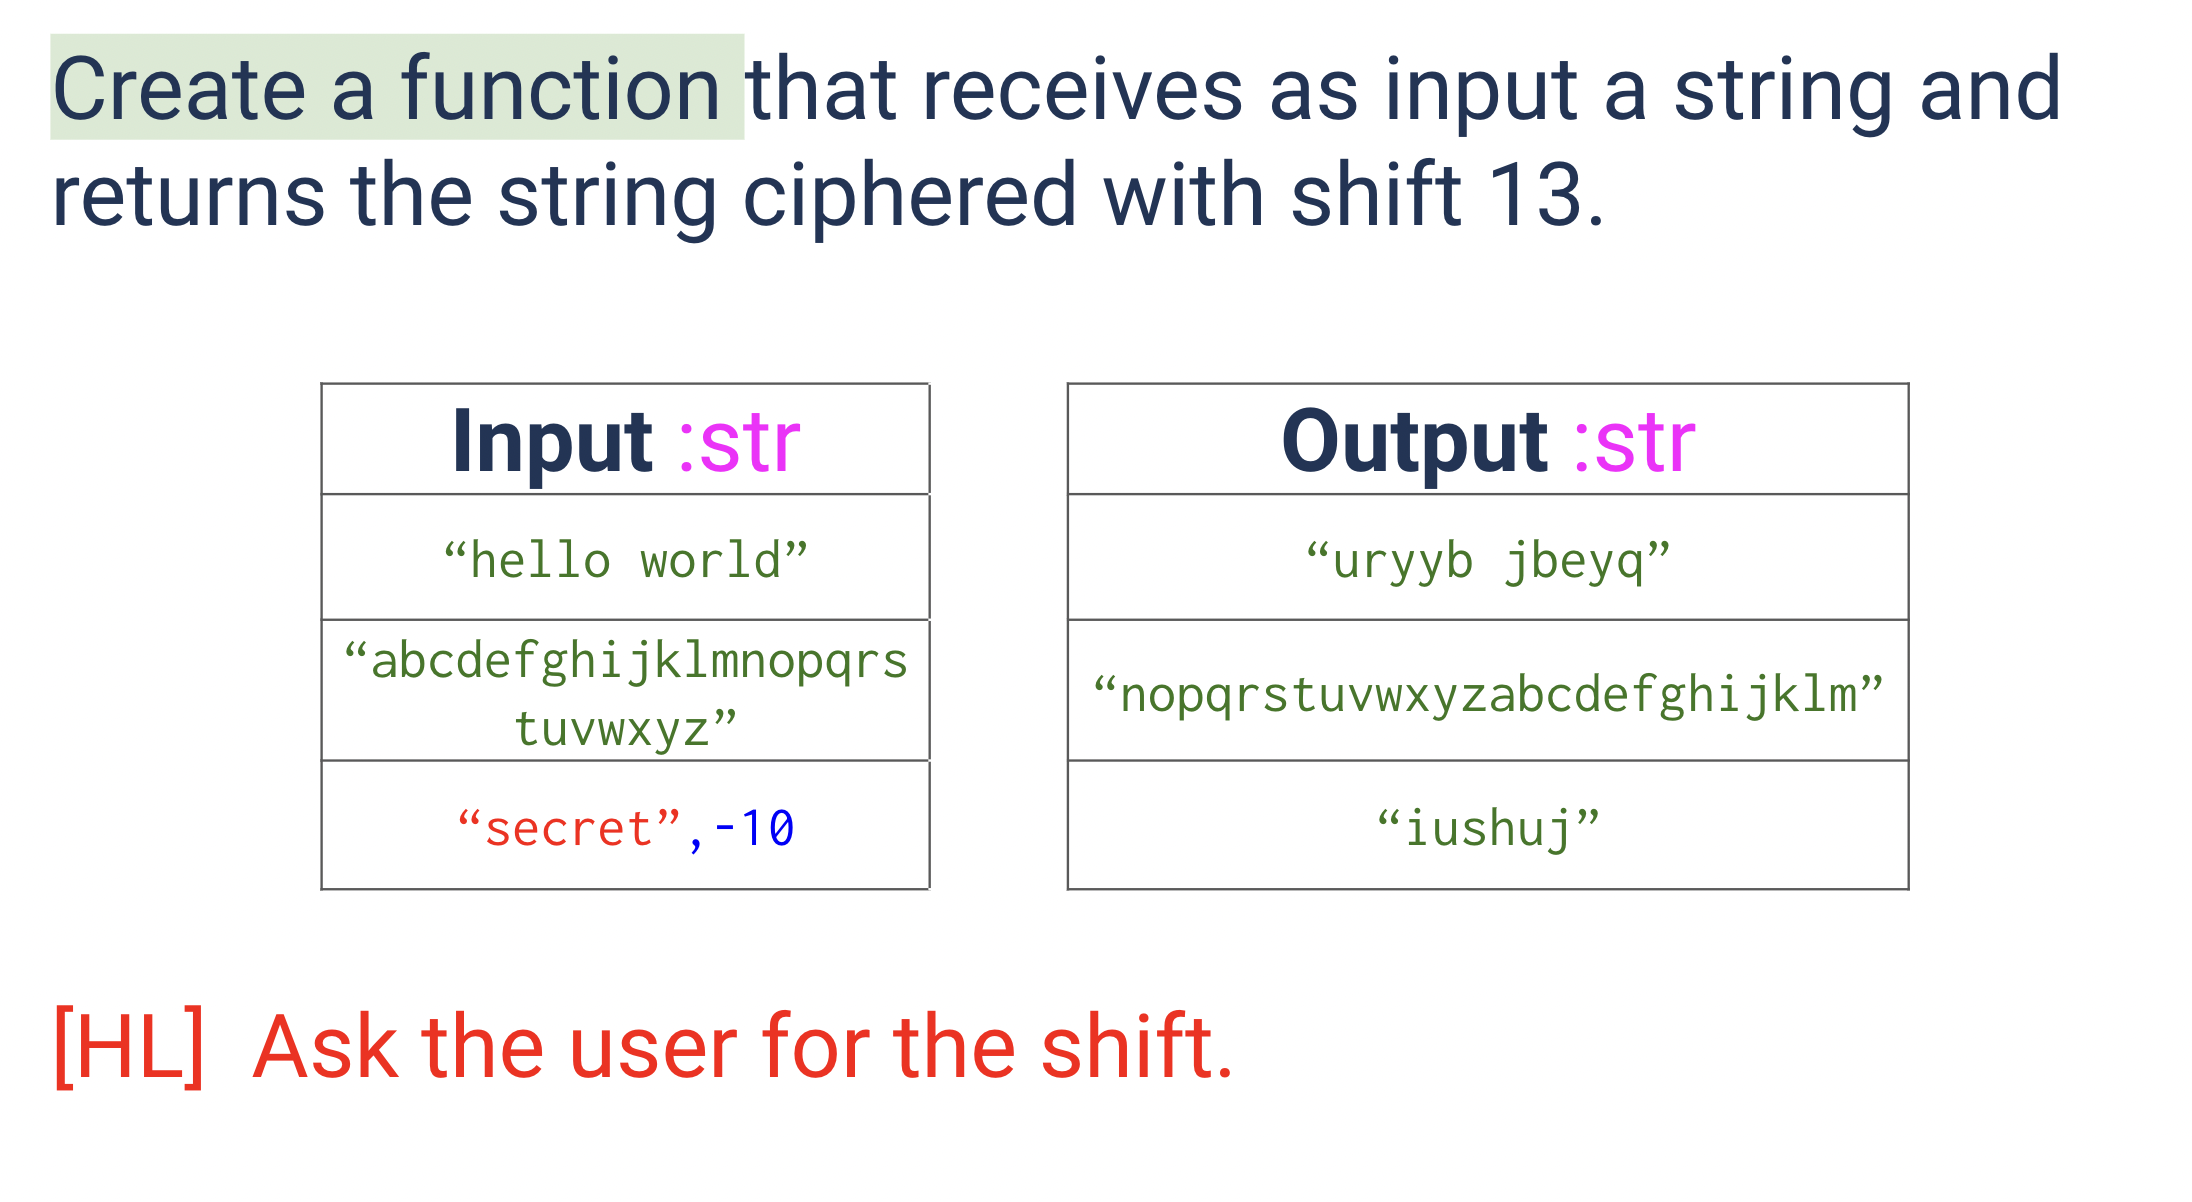 Create a function that receives as input a string and
returns the string ciphered with shift 13.
Input :str
Output :str
“hello world”
“uryyb jbeyq”
“abcdefghijklmnopqrs
tuvwxyz”
“nopqrstuvwxyzabcdefghijklm”
“secret”,-10
“iushuj”
[HL] Ask the user for the shift.